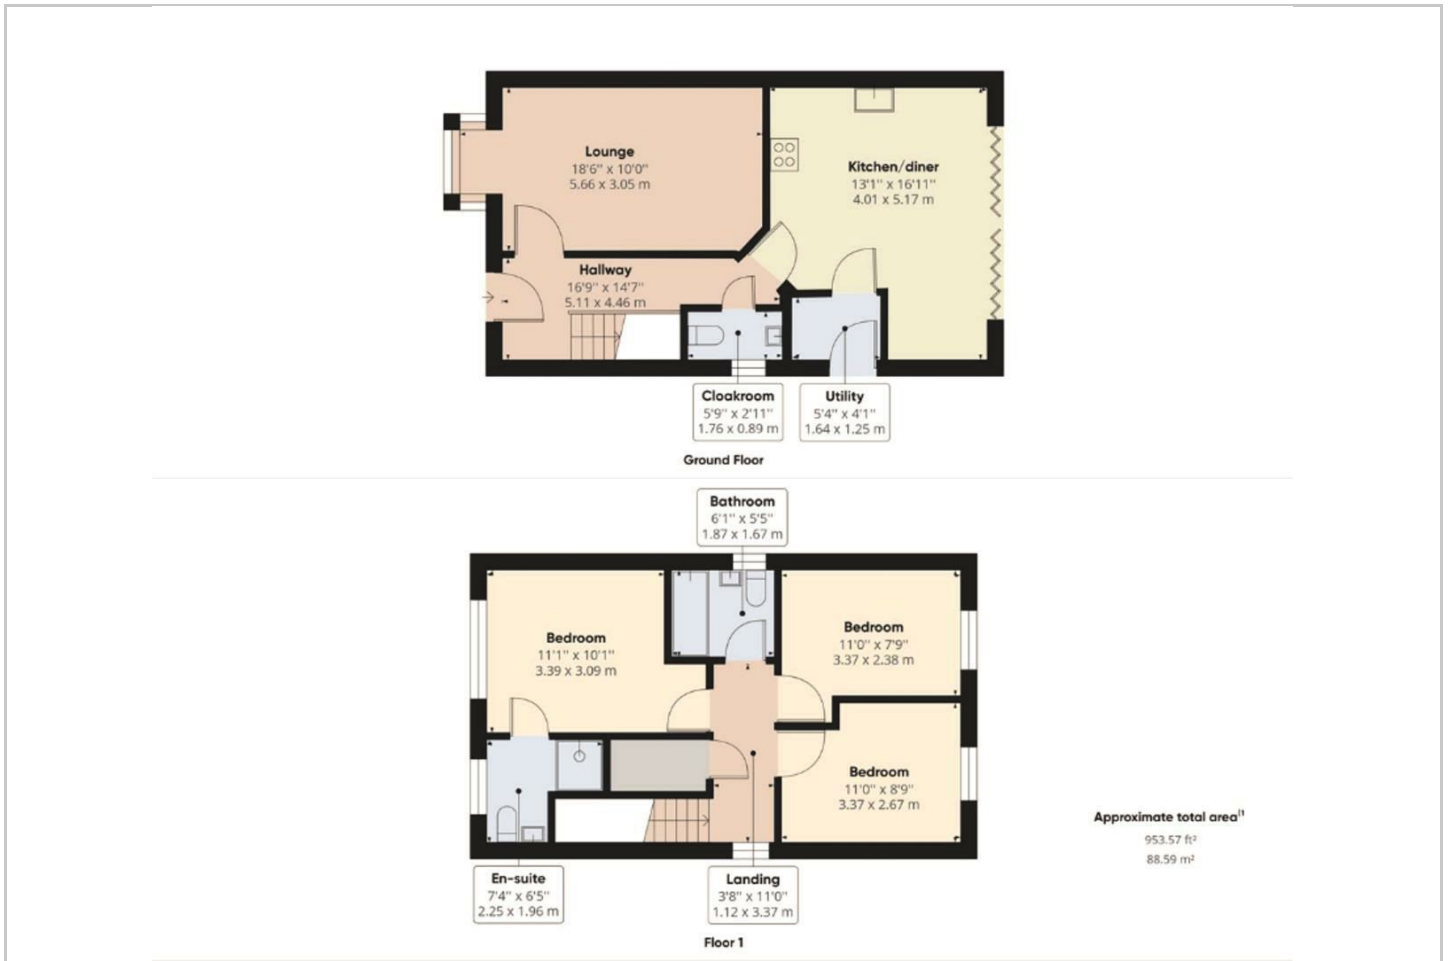 Lounge
18'6'' x 10'0''
5.66 x 3.05 m
Kitchen/diner
13'1'' x 16'11''
4.01 x 5.17 m
Hallway
16'9'' x 14'7''
5.11 x 4.46 m
Cloakroom
5'9'' x 2'11''
1.76 x 0.89 m
Utility
5'4'' x 4'1''
1.64 x 1.25 m
Ground Floor
Bathroom
6'1'' x 5'5''
1.87 x 1.67 m
Bedroom
11'1'' x 10'1''
3.39 x 3.09 m
Bedroom
11'0'' x 7'9''
3.37 x 2.38 m
Bedroom
11'0'' x 8'9''
3.37 x 2.67 m
En-suite
7'4'' x 6'5''
2.25 x 1.96 m
Landing
3'8'' x 11'0''
1.12 x 3.37 m
Floor 1
Approximate total area⁽¹⁾
953.57 ft²
88.59 m²